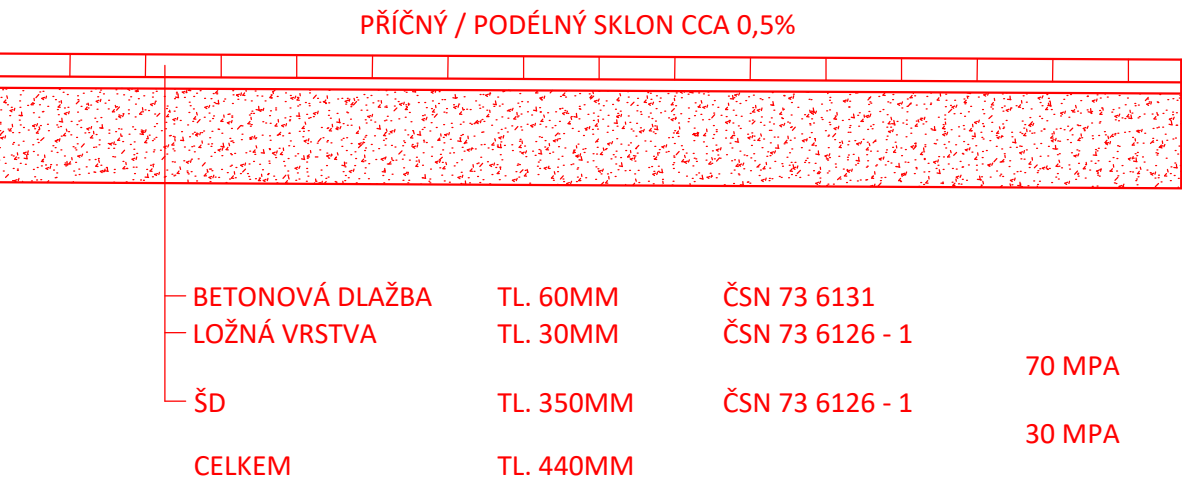 PŘÍČNÝ / PODÉLNÝ SKLON CCA 0,5%
BETONOVÁ DLAŽBA TL. 60MM ČSN 73 6131
LOŽNÁ VRSTVA TL. 30MM ČSN 73 6126 - 1
70 MPA
ŠD TL. 350MM ČSN 73 6126 - 1
30 MPA
CELKEM TL. 440MM